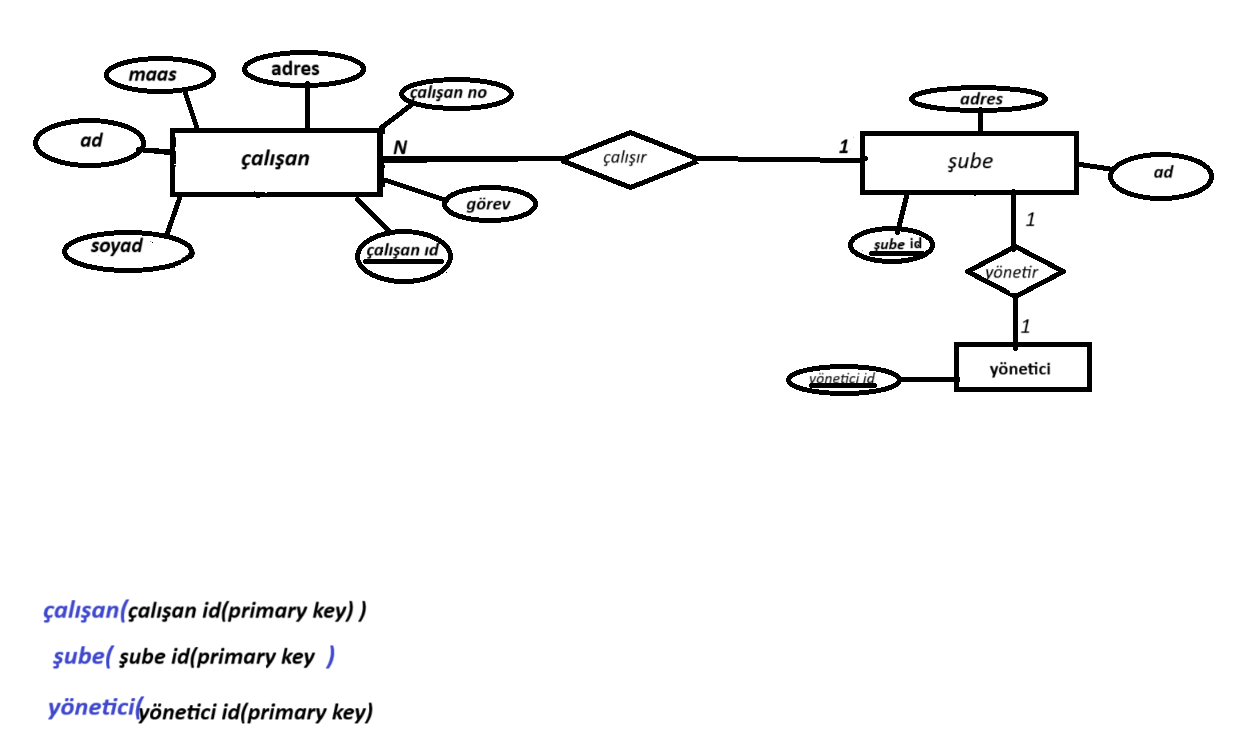 maas
adres
çalışan no
ad
çalışan
N
çalışır
1
adres
şube
ad
soyad
görev
çalışan ıd
şube id
1
yönetir
1
yönetici
yönetici id
çalışan(çalışan id(primary key) )
şube( şube id(primary key )
yönetici(yönetici id(primary key)